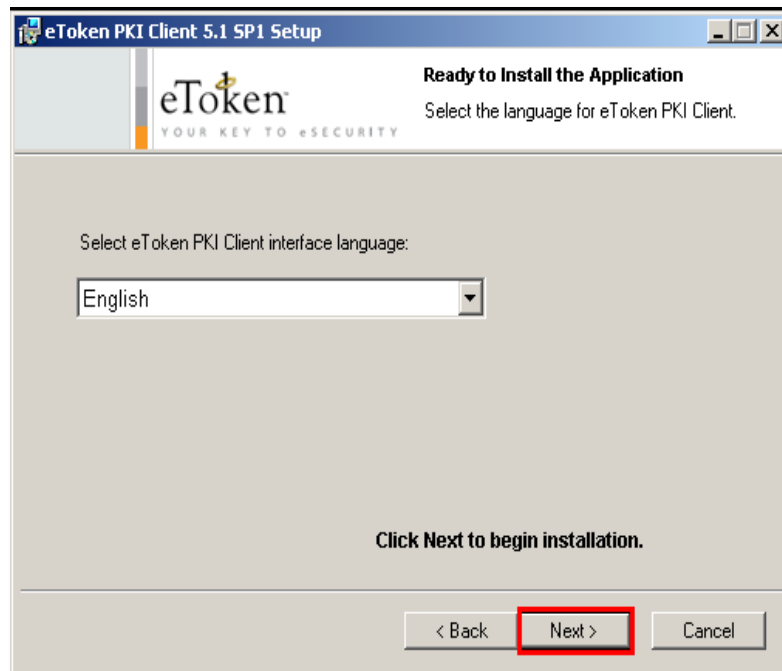 eToken PKI Client 5.1 SP1 Setup
eToken
YOUR KEY TO eSECURITY
Ready to Install the Application
Select the language for eToken PKI Client.
Select eToken PKI Client interface language:
English
Click Next to begin installation.
< Back
Next >
Cancel